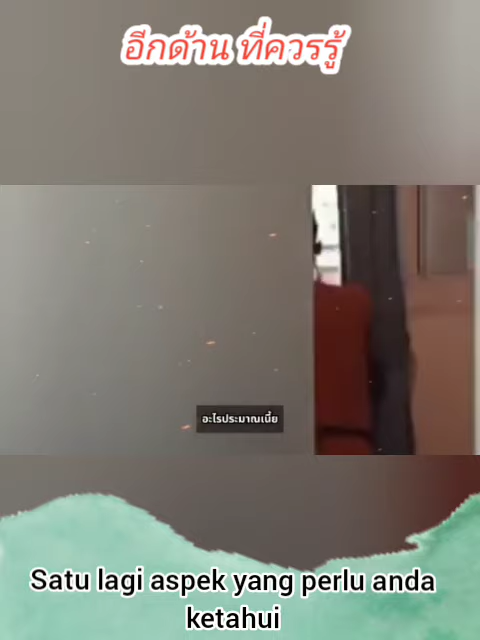 อีกด้าน ที่ควรรู้
อะไรประมาณเนี้ย
Satu lagi aspek yang perlu anda
ketahui